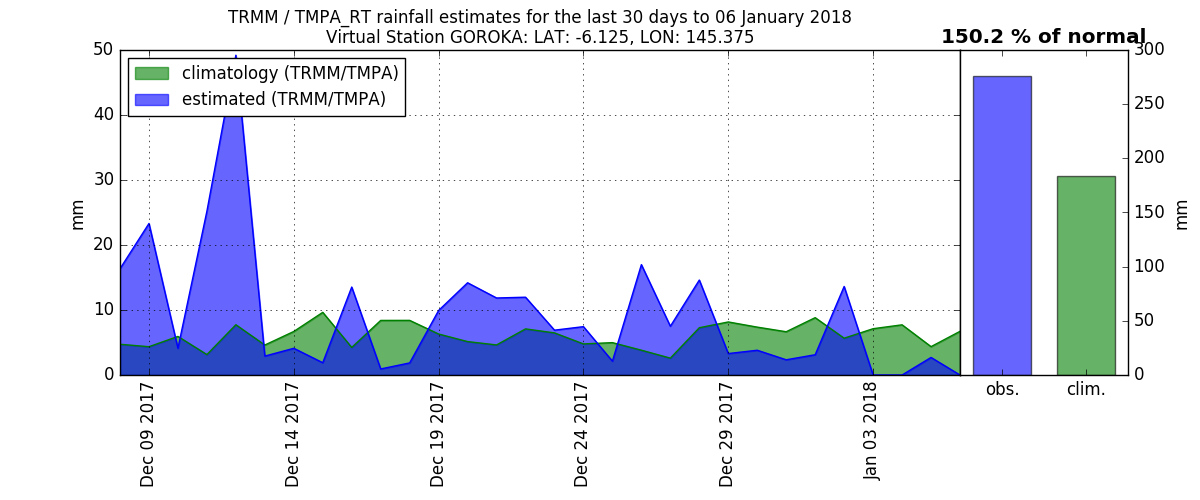 TRMM / TMPA_RT rainfall estimates for the last 30 days to 06 January 2018
Virtual Station GOROKA: LAT: -6.125, LON: 145.375
150.2 % of normal
climatology (TRMM/TMPA)
estimated (TRMM/TMPA)
50
40
30
20
10
0
mm
Dec 09 2017
Dec 14 2017
Dec 19 2017
Dec 24 2017
Dec 29 2017
Jan 03 2018
300
250
200
150
100
50
0
mm
obs.
clim.